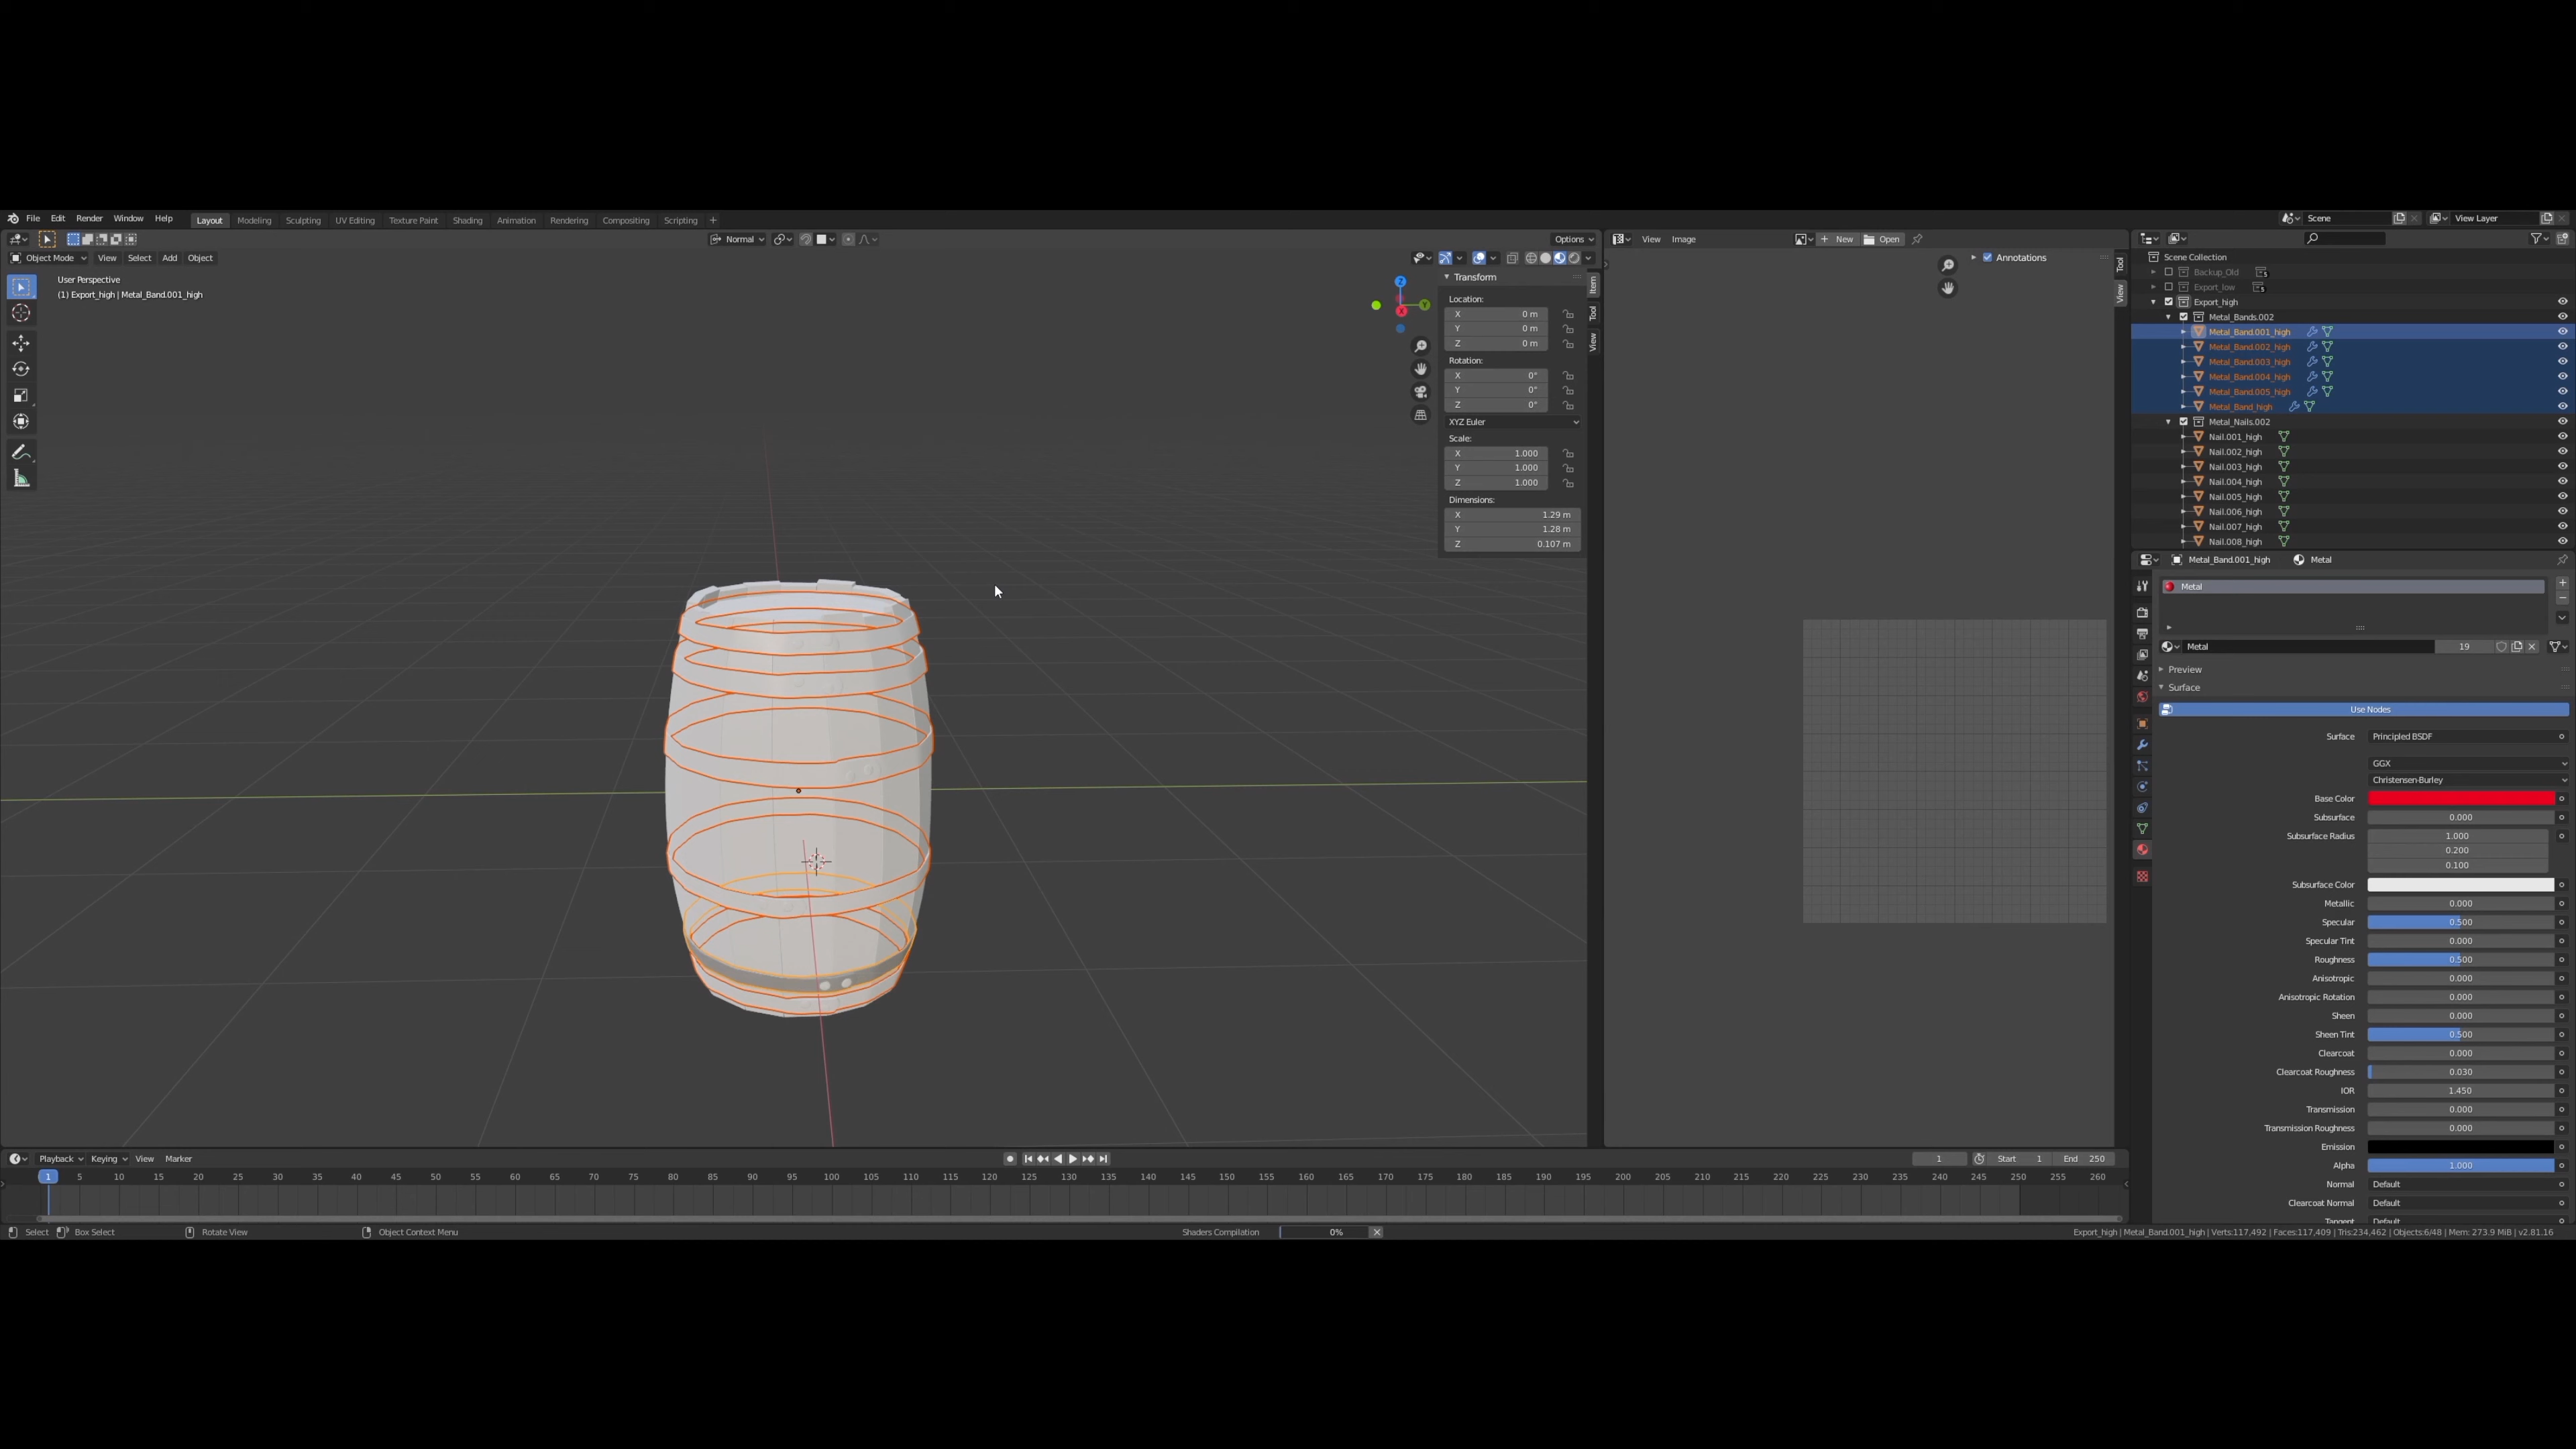 File Edit Render Window Help Layout Modeling Sculpting UV Editing Texture Paint Shading Animation Rendering Compositing Scripting +
Scene
View Layer
Normal
Options
Object Mode View Select Add Object
User Perspective
(1) Export_high | Metal_Band.001_high
Z
Y
X
Transform
Location:
X 0 m
Y 0 m
Z 0 m
Rotation:
X 0°
Y 0°
Z 0°
XYZ Euler
Scale:
X 1.000
Y 1.000
Z 1.000
Dimensions:
X 1.29 m
Y 1.28 m
Z 0.107 m
Item
Tool
View
View Image
New
Open
Annotations
Tool
View
Scene Collection
Backup_Old
Export_low
Export_high
Metal_Bands.002
Metal_Band.001_high
Metal_Band.002_high
Metal_Band.003_high
Metal_Band.004_high
Metal_Band.005_high
Metal_Band_high
Metal_Nails.002
Nail.001_high
Nail.002_high
Nail.003_high
Nail.004_high
Nail.005_high
Nail.006_high
Nail.007_high
Nail.008_high
Metal_Band.001_high Metal
Metal
Metal 19
Preview
Surface
Use Nodes
Surface Principled BSDF
GGX
Christensen-Burley
Base Color
Subsurface 0.000
Subsurface Radius 1.000
0.200
0.100
Subsurface Color
Metallic 0.000
Specular 0.500
Specular Tint 0.000
Roughness 0.500
Anisotropic 0.000
Anisotropic Rotation 0.000
Sheen 0.000
Sheen Tint 0.500
Clearcoat 0.000
Clearcoat Roughness 0.030
IOR 1.450
Transmission 0.000
Transmission Roughness 0.000
Emission
Alpha 1.000
Normal Default
Clearcoat Normal Default
Tangent Default
Playback Keying View Marker
1 Start 1 End 250
1 5 10 15 20 25 30 35 40 45 50 55 60 65 70 75 80 85 90 95 100 105 110 115 120 125 130 135 140 145 150 155 160 165 170 175 180 185 190 195 200 205 210 215 220 225 230 235 240 245 250 255 260
Select Box Select Rotate View Object Context Menu Shaders Compilation 0% Export_high | Metal_Band.001_high | Verts:117,492 | Faces:117,409 | Tris:234,462 | Objects:6/48 | Mem: 273.9 MiB | v2.81.16